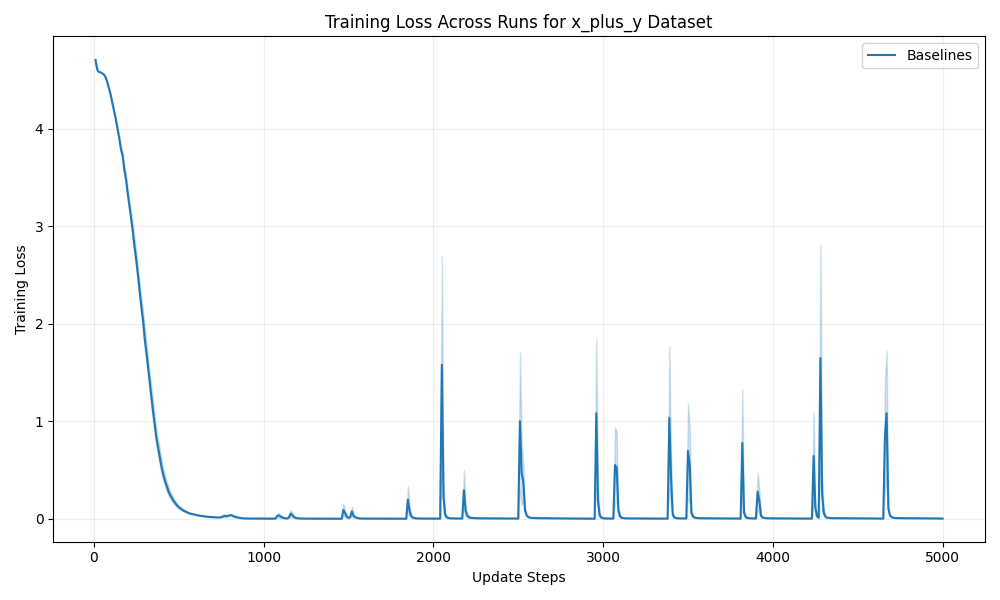 Training Loss Across Runs for x_plus_y Dataset
Baselines
4
3
2
1
0
Training Loss
0 1000 2000 3000 4000 5000
Update Steps